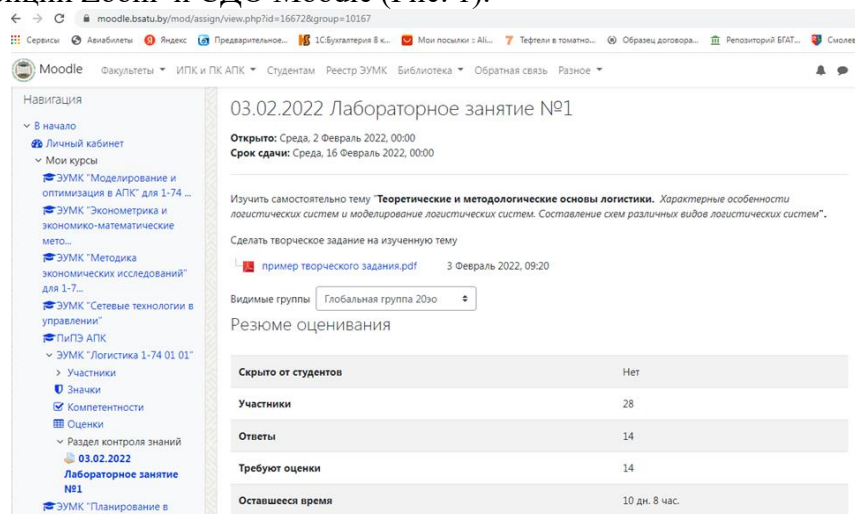 moodle.bsatu.by/mod/assign/view.php?id=16672&group=10167
Сервисы Авиабилеты Яндекс Предварительное... 1С:Бухгалтерия 8 к... Мои посылки :: Ali... Тефтели в томатно... Образец договора... Репозиторий БГАТ...
Moodle Факультеты ИПК и ПК АПК Студентам Реестр ЭУМК Библиотека Обратная связь Разное
Навигация
В начало
Личный кабинет
Мои курсы
ЭУМК "Моделирование и
оптимизация в АПК" для 1-74 ...
ЭУМК "Эконометрика и
экономико-математические
мето...
ЭУМК "Методика
экономических исследований"
для 1-7...
ЭУМК "Сетевые технологии в
управлении"
ПиПЭ АПК
ЭУМК "Логистика 1-74 01 01"
Участники
Значки
Компетентности
Оценки
Раздел контроля знаний
03.02.2022
Лабораторное занятие
№1
ЭУМК "Планирование в
03.02.2022 Лабораторное занятие №1
Открыто: Среда, 2 Февраль 2022, 00:00
Срок сдачи: Среда, 16 Февраль 2022, 00:00
Изучить самостоятельно тему "Теоретические и методологические основы логистики. Характерные особенности
логистических систем и моделирование логистических систем. Составление схем различных видов логистических систем".
Сделать творческое задание на изученную тему
пример творческого задания.pdf 3 Февраль 2022, 09:20
Видимые группы Глобальная группа 20эо
Резюме оценивания
Скрыто от студентов Нет
Участники 28
Ответы 14
Требуют оценки 14
Оставшееся время 10 дн. 8 час.